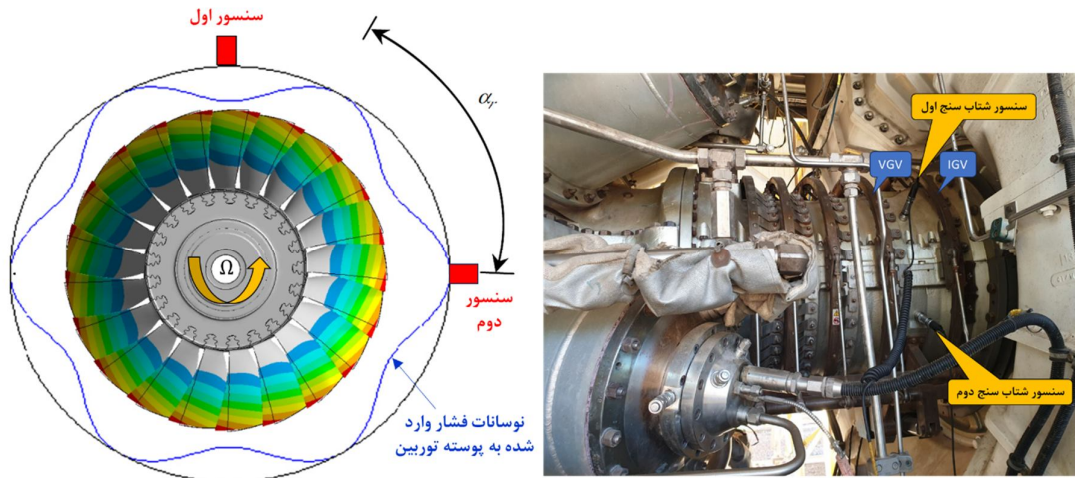 سنسور اول
αᵣ
Ω
سنسور
دوم
نوسانات فشار وارد
شده به پوسته توربین
سنسور شتاب سنج اول
VGV
IGV
سنسور شتاب سنج دوم